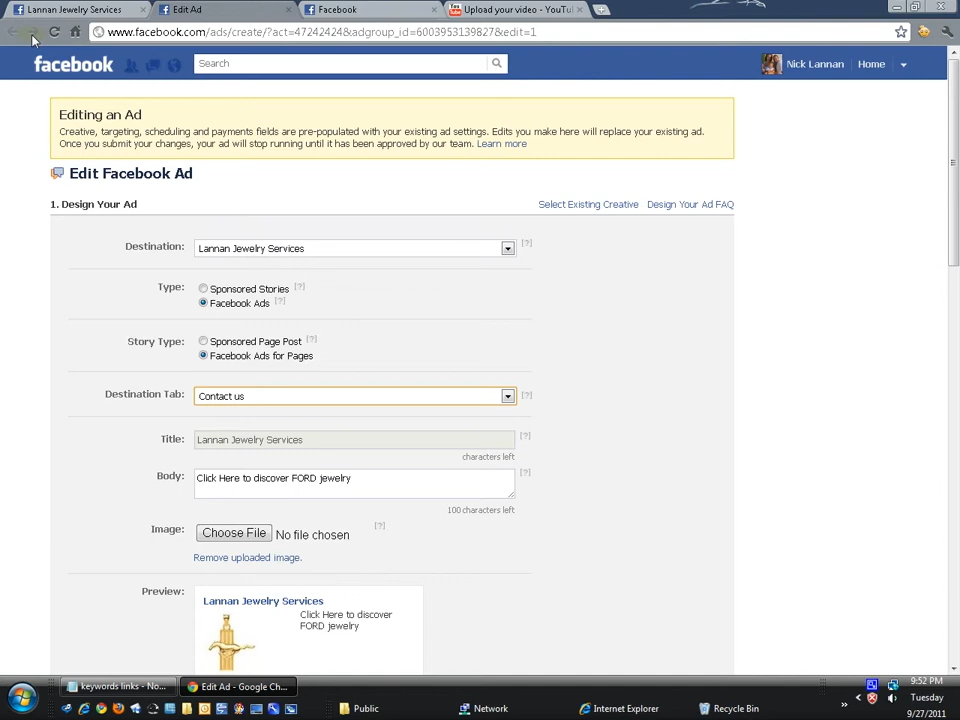 Lannan Jewelry Services
Edit Ad
Facebook
Upload your video - YouTu
www.facebook.com/ads/create/?act=47242424&adgroup_id=6003953139827&edit=1
facebook
Search
Nick Lannan
Home
Editing an Ad
Creative, targeting, scheduling and payments fields are pre-populated with your existing ad settings. Edits you make here will replace your existing ad.
Once you submit your changes, your ad will stop running until it has been approved by our team. Learn more
Edit Facebook Ad
1. Design Your Ad
Select Existing Creative
Design Your Ad FAQ
Destination:
Lannan Jewelry Services
[?]
Type:
Sponsored Stories [?]
Facebook Ads [?]
Story Type:
Sponsored Page Post [?]
Facebook Ads for Pages
Destination Tab:
Contact us
[?]
Title:
Lannan Jewelry Services
[?]
characters left
Body:
Click Here to discover FORD jewelry
[?]
100 characters left
Image:
Choose File No file chosen
[?]
Remove uploaded image.
Preview:
Lannan Jewelry Services
Click Here to discover
FORD jewelry
keywords links - No...
Edit Ad - Google Ch...
Public
Network
Internet Explorer
Recycle Bin
9:52 PM
Tuesday
9/27/2011